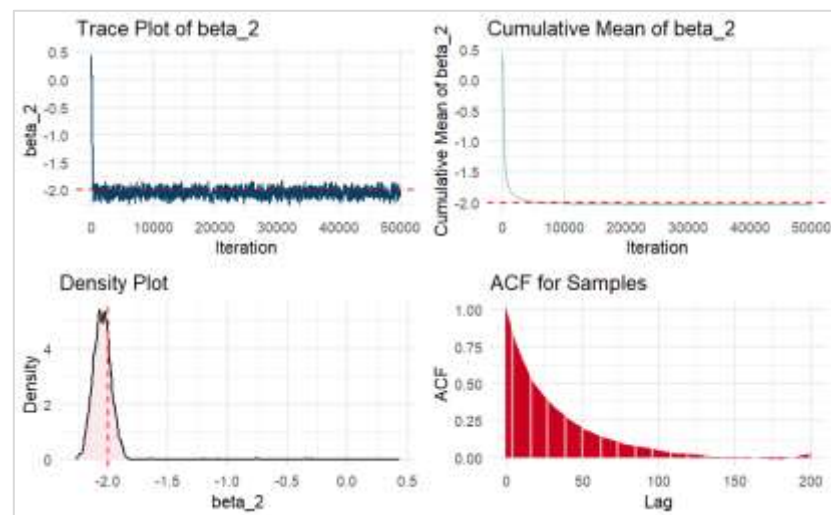 Trace Plot of beta_2
0.5
0.0
-0.5
-1.0
-1.5
-2.0
beta_2
0 10000 20000 30000 40000 50000
Iteration
Cumulative Mean of beta_2
0.5
0.0
-0.5
-1.0
-1.5
-2.0
Cumulative Mean of beta_2
0 10000 20000 30000 40000 50000
Iteration
Density Plot
4
2
0
Density
-2.0 -1.5 -1.0 -0.5 0.0 0.5
beta_2
ACF for Samples
1.00
0.75
0.50
0.25
0.00
ACF
0 50 100 150 200
Lag